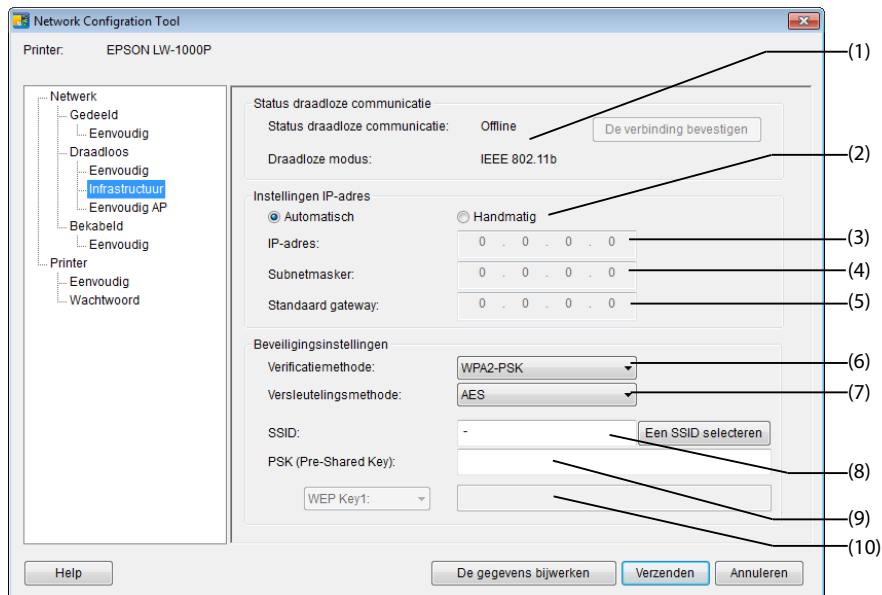 Network Configration Tool
Printer: EPSON LW-1000P
Netwerk
Gedeeld
Eenvoudig
Draadloos
Eenvoudig
Infrastructuur
Eenvoudig AP
Bekabeld
Eenvoudig
Printer
Eenvoudig
Wachtwoord
Status draadloze communicatie
Status draadloze communicatie: Offline De verbinding bevestigen
Draadloze modus: IEEE 802.11b
(1)
Instellingen IP-adres
Automatisch Handmatig
(2)
IP-adres: 0 . 0 . 0 . 0 (3)
Subnetmasker: 0 . 0 . 0 . 0 (4)
Standaard gateway: 0 . 0 . 0 . 0 (5)
Beveiligingsinstellingen
Verificatiemethode: WPA2-PSK (6)
Versleutelingsmethode: AES (7)
SSID: - Een SSID selecteren
(8)
PSK (Pre-Shared Key):
(9)
WEP Key1:
(10)
Help De gegevens bijwerken Verzenden Annuleren